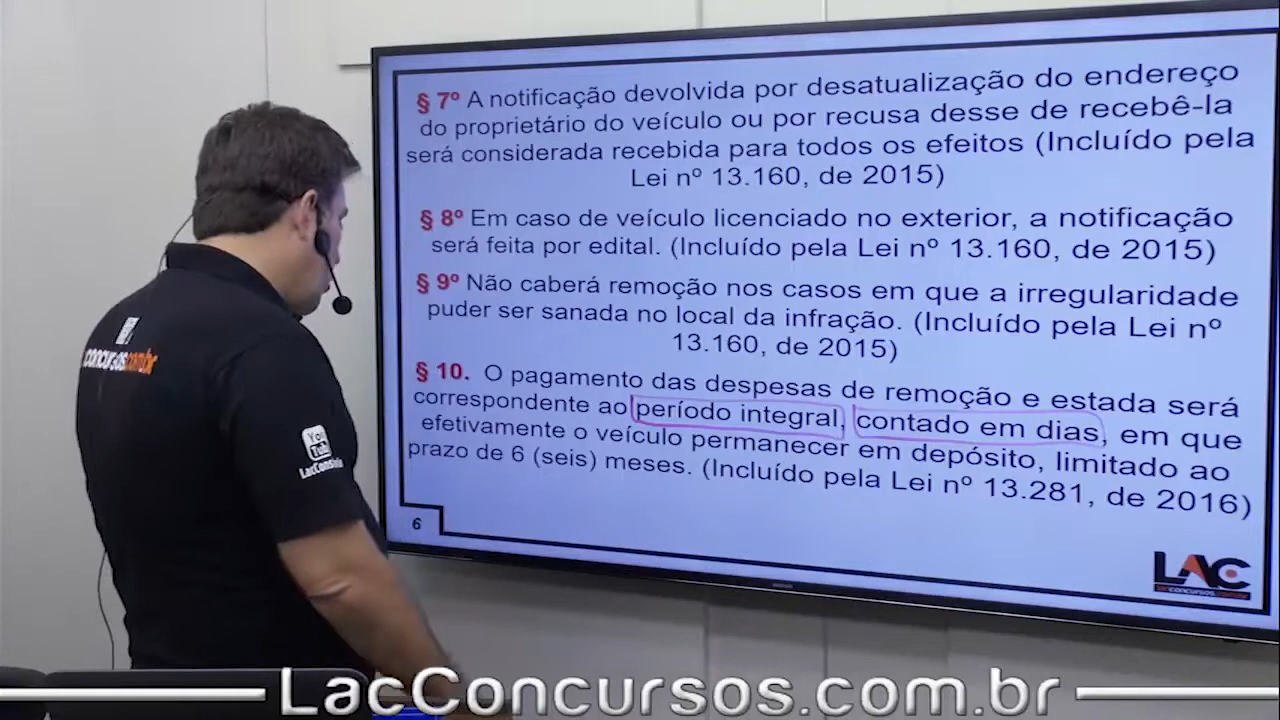 § 7º A notificação devolvida por desatualização do endereço
do proprietário do veículo ou por recusa desse de recebê-la
será considerada recebida para todos os efeitos (Incluído pela
Lei nº 13.160, de 2015)
§ 8º Em caso de veículo licenciado no exterior, a notificação
será feita por edital. (Incluído pela Lei nº 13.160, de 2015)
§ 9º Não caberá remoção nos casos em que a irregularidade
puder ser sanada no local da infração. (Incluído pela Lei nº
13.160, de 2015)
§ 10. O pagamento das despesas de remoção e estada será
correspondente ao período integral, contado em dias, em que
efetivamente o veículo permanecer em depósito, limitado ao
prazo de 6 (seis) meses. (Incluído pela Lei nº 13.281, de 2016)
6
LAC
concursos.com.br
You
Tube
LacConcursos.com.br